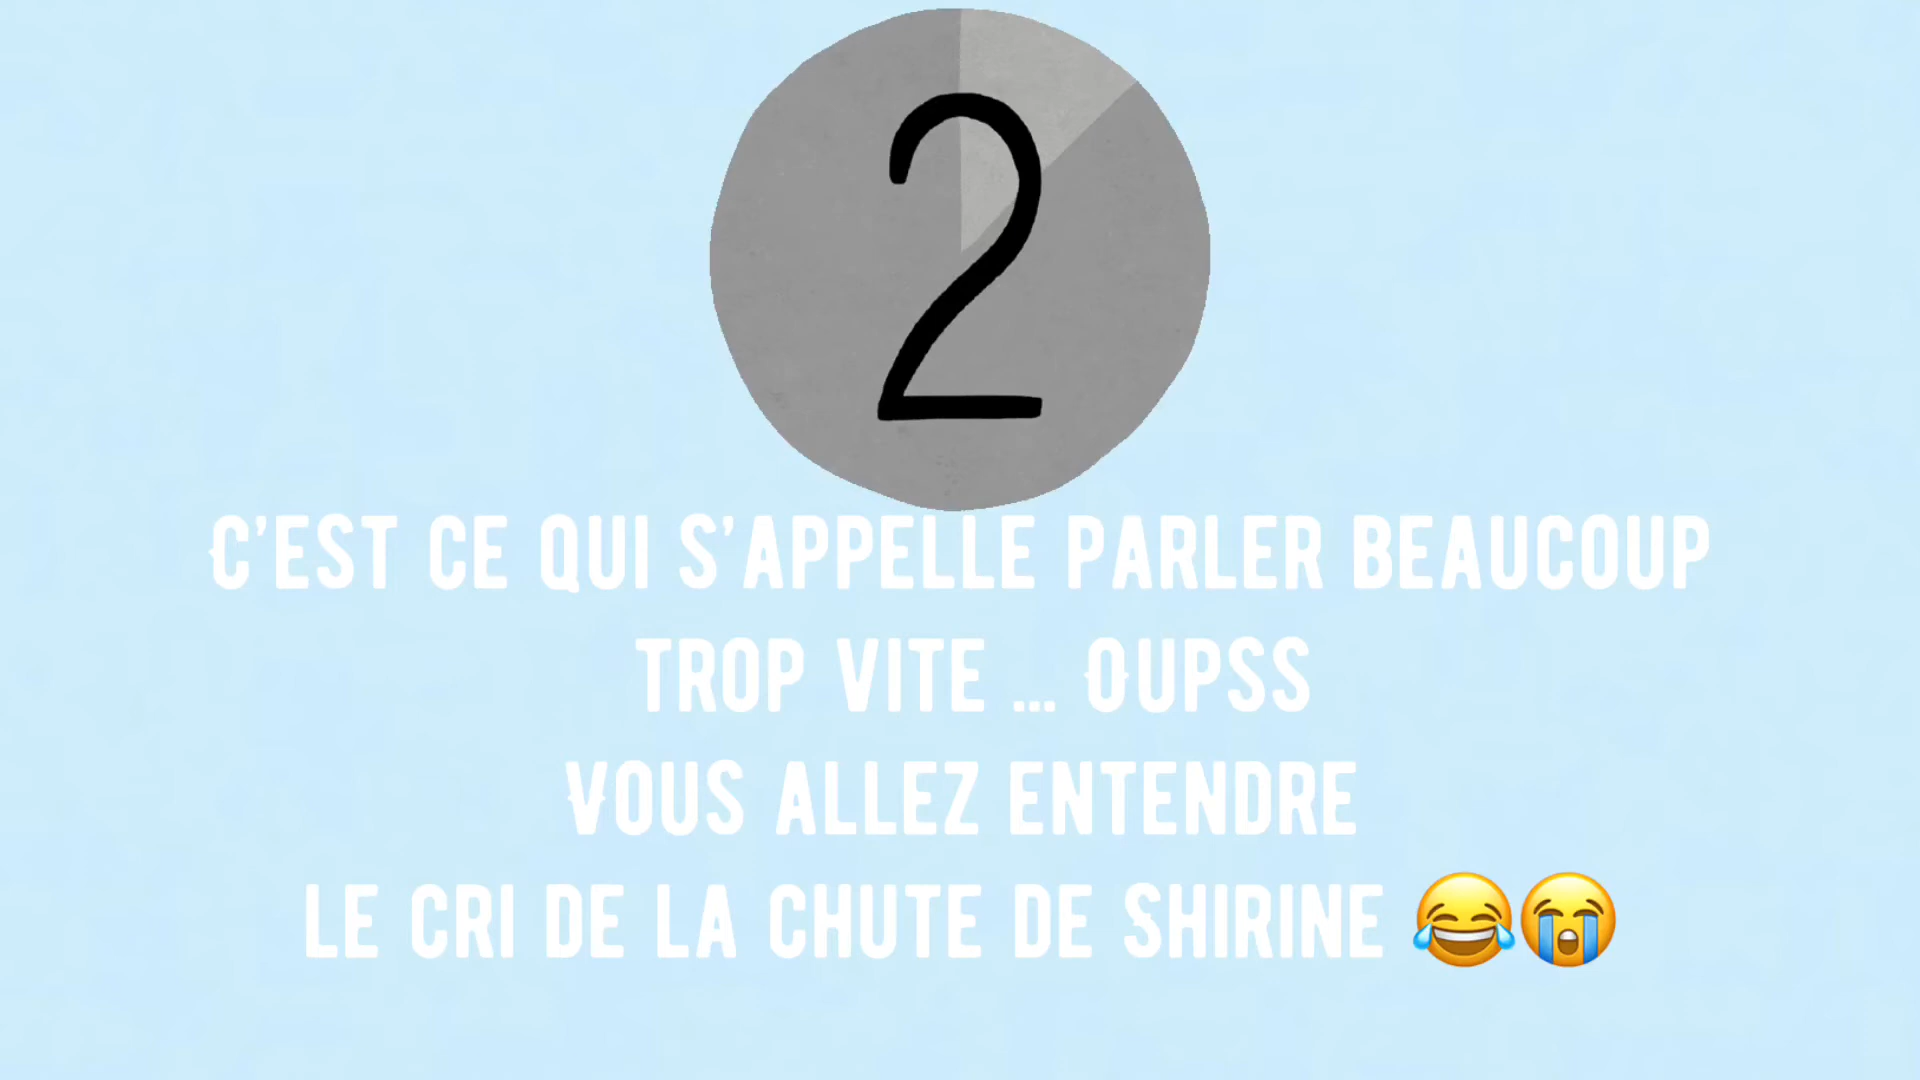 2
C'EST CE QUI S'APPELLE PARLER BEAUCOUP
TROP VITE ... OUPSS
VOUS ALLEZ ENTENDRE
LE CRI DE LA CHUTE DE SHIRINE 😂😭